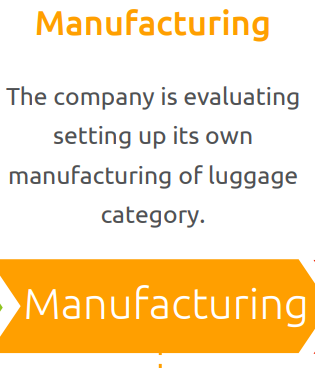 Manufacturing
The company is evaluating
setting up its own
manufacturing of luggage
category.
Manufacturing